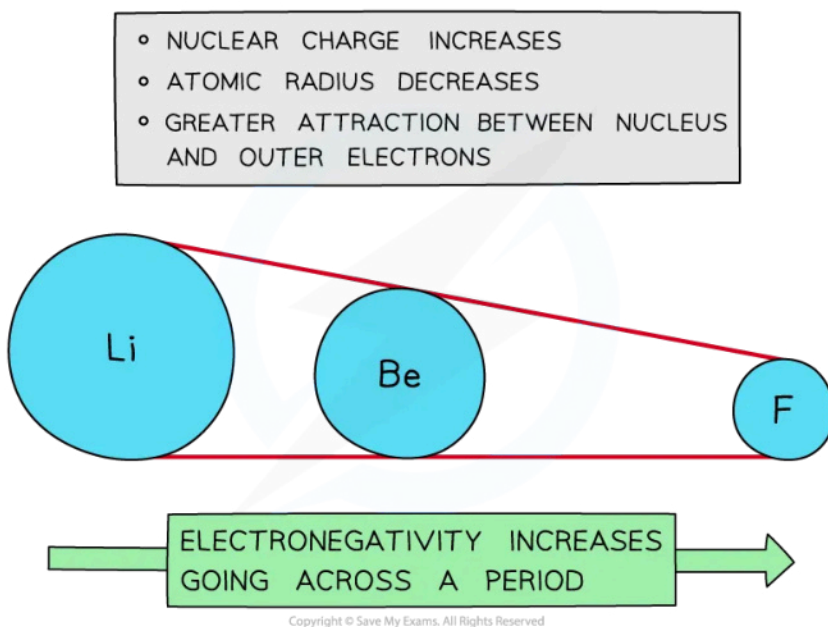 ° NUCLEAR CHARGE INCREASES
° ATOMIC RADIUS DECREASES
° GREATER ATTRACTION BETWEEN NUCLEUS
AND OUTER ELECTRONS
Li
Be
F
ELECTRONEGATIVITY INCREASES
GOING ACROSS A PERIOD
Copyright © Save My Exams. All Rights Reserved